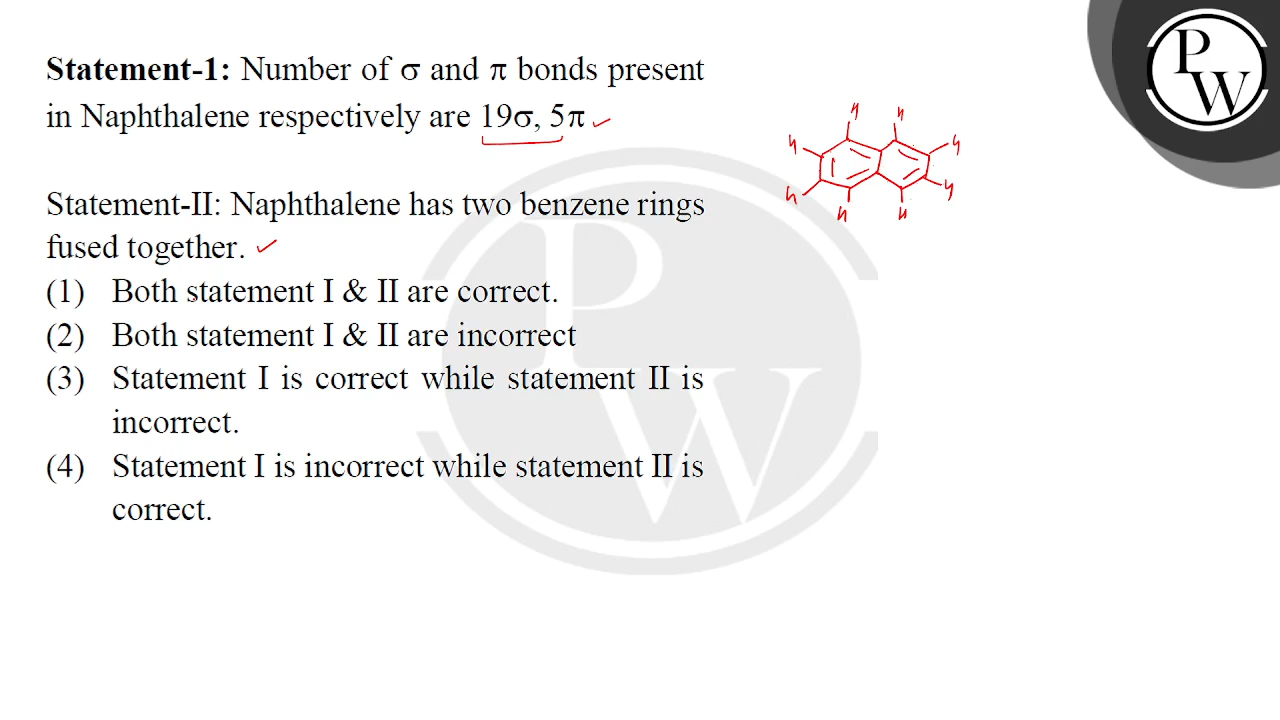 Statement-1: Number of σ and π bonds present
in Naphthalene respectively are 19σ, 5π
Statement-II: Naphthalene has two benzene rings
fused together.
(1) Both statement I & II are correct.
(2) Both statement I & II are incorrect
(3) Statement I is correct while statement II is
incorrect.
(4) Statement I is incorrect while statement II is
correct.
H H
H H
H H
H H
P
W
P
W